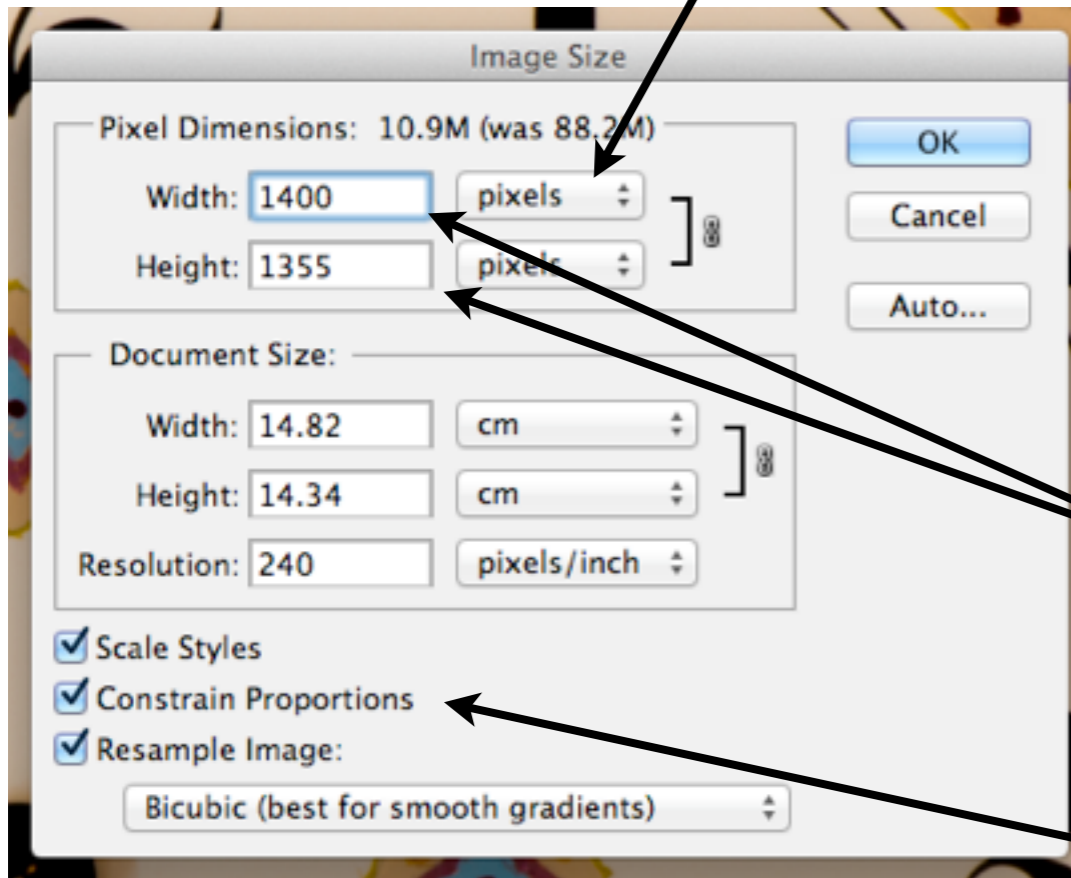 Image Size
Pixel Dimensions: 10.9M (was 88.2M)
OK
Width: 1400 pixels
Cancel
Height: 1355 pixels
Auto...
Document Size:
Width: 14.82 cm
Height: 14.34 cm
Resolution: 240 pixels/inch
Scale Styles
Constrain Proportions
Resample Image:
Bicubic (best for smooth gradients)